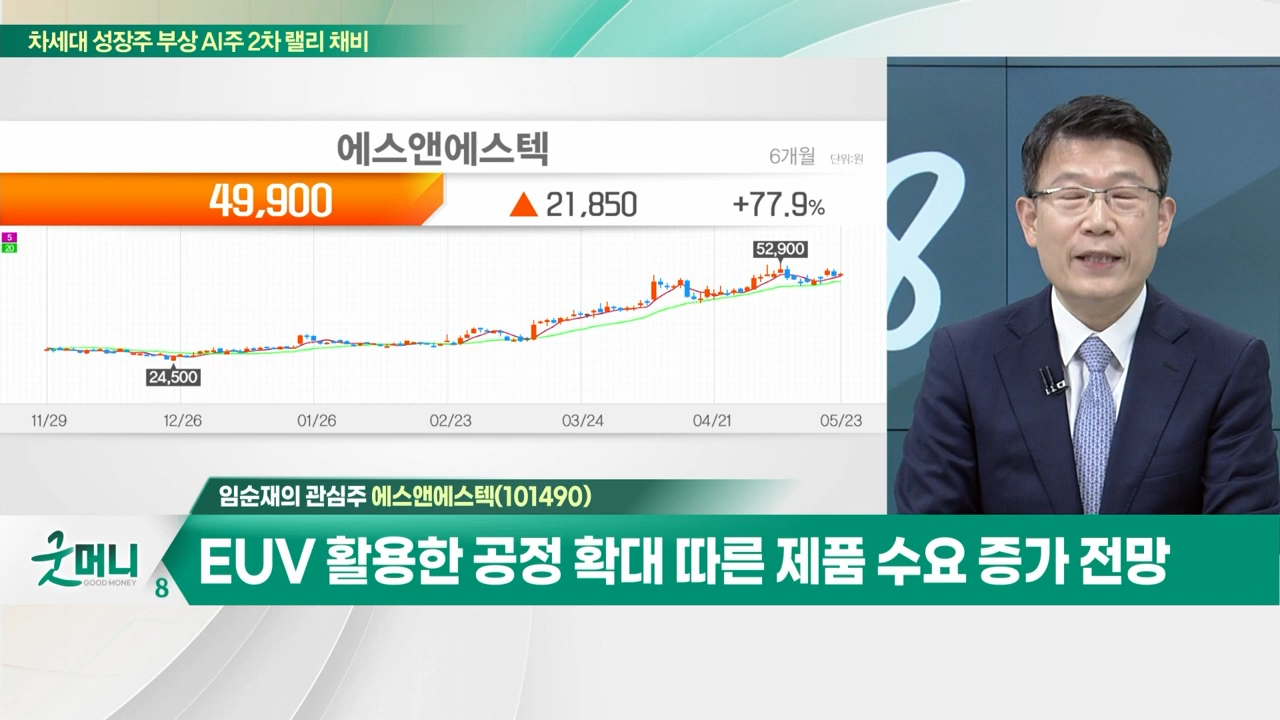 차세대 성장주 부상 AI주 2차 랠리 채비
에스앤에스텍
6개월 단위:원
49,900 ▲ 21,850 +77.9%
5
20
52,900
24,500
11/29 12/26 01/26 02/23 03/24 04/21 05/23
임순재의 관심주 에스앤에스텍(101490)
굿머니
GOOD MONEY
8
EUV 활용한 공정 확대 따른 제품 수요 증가 전망